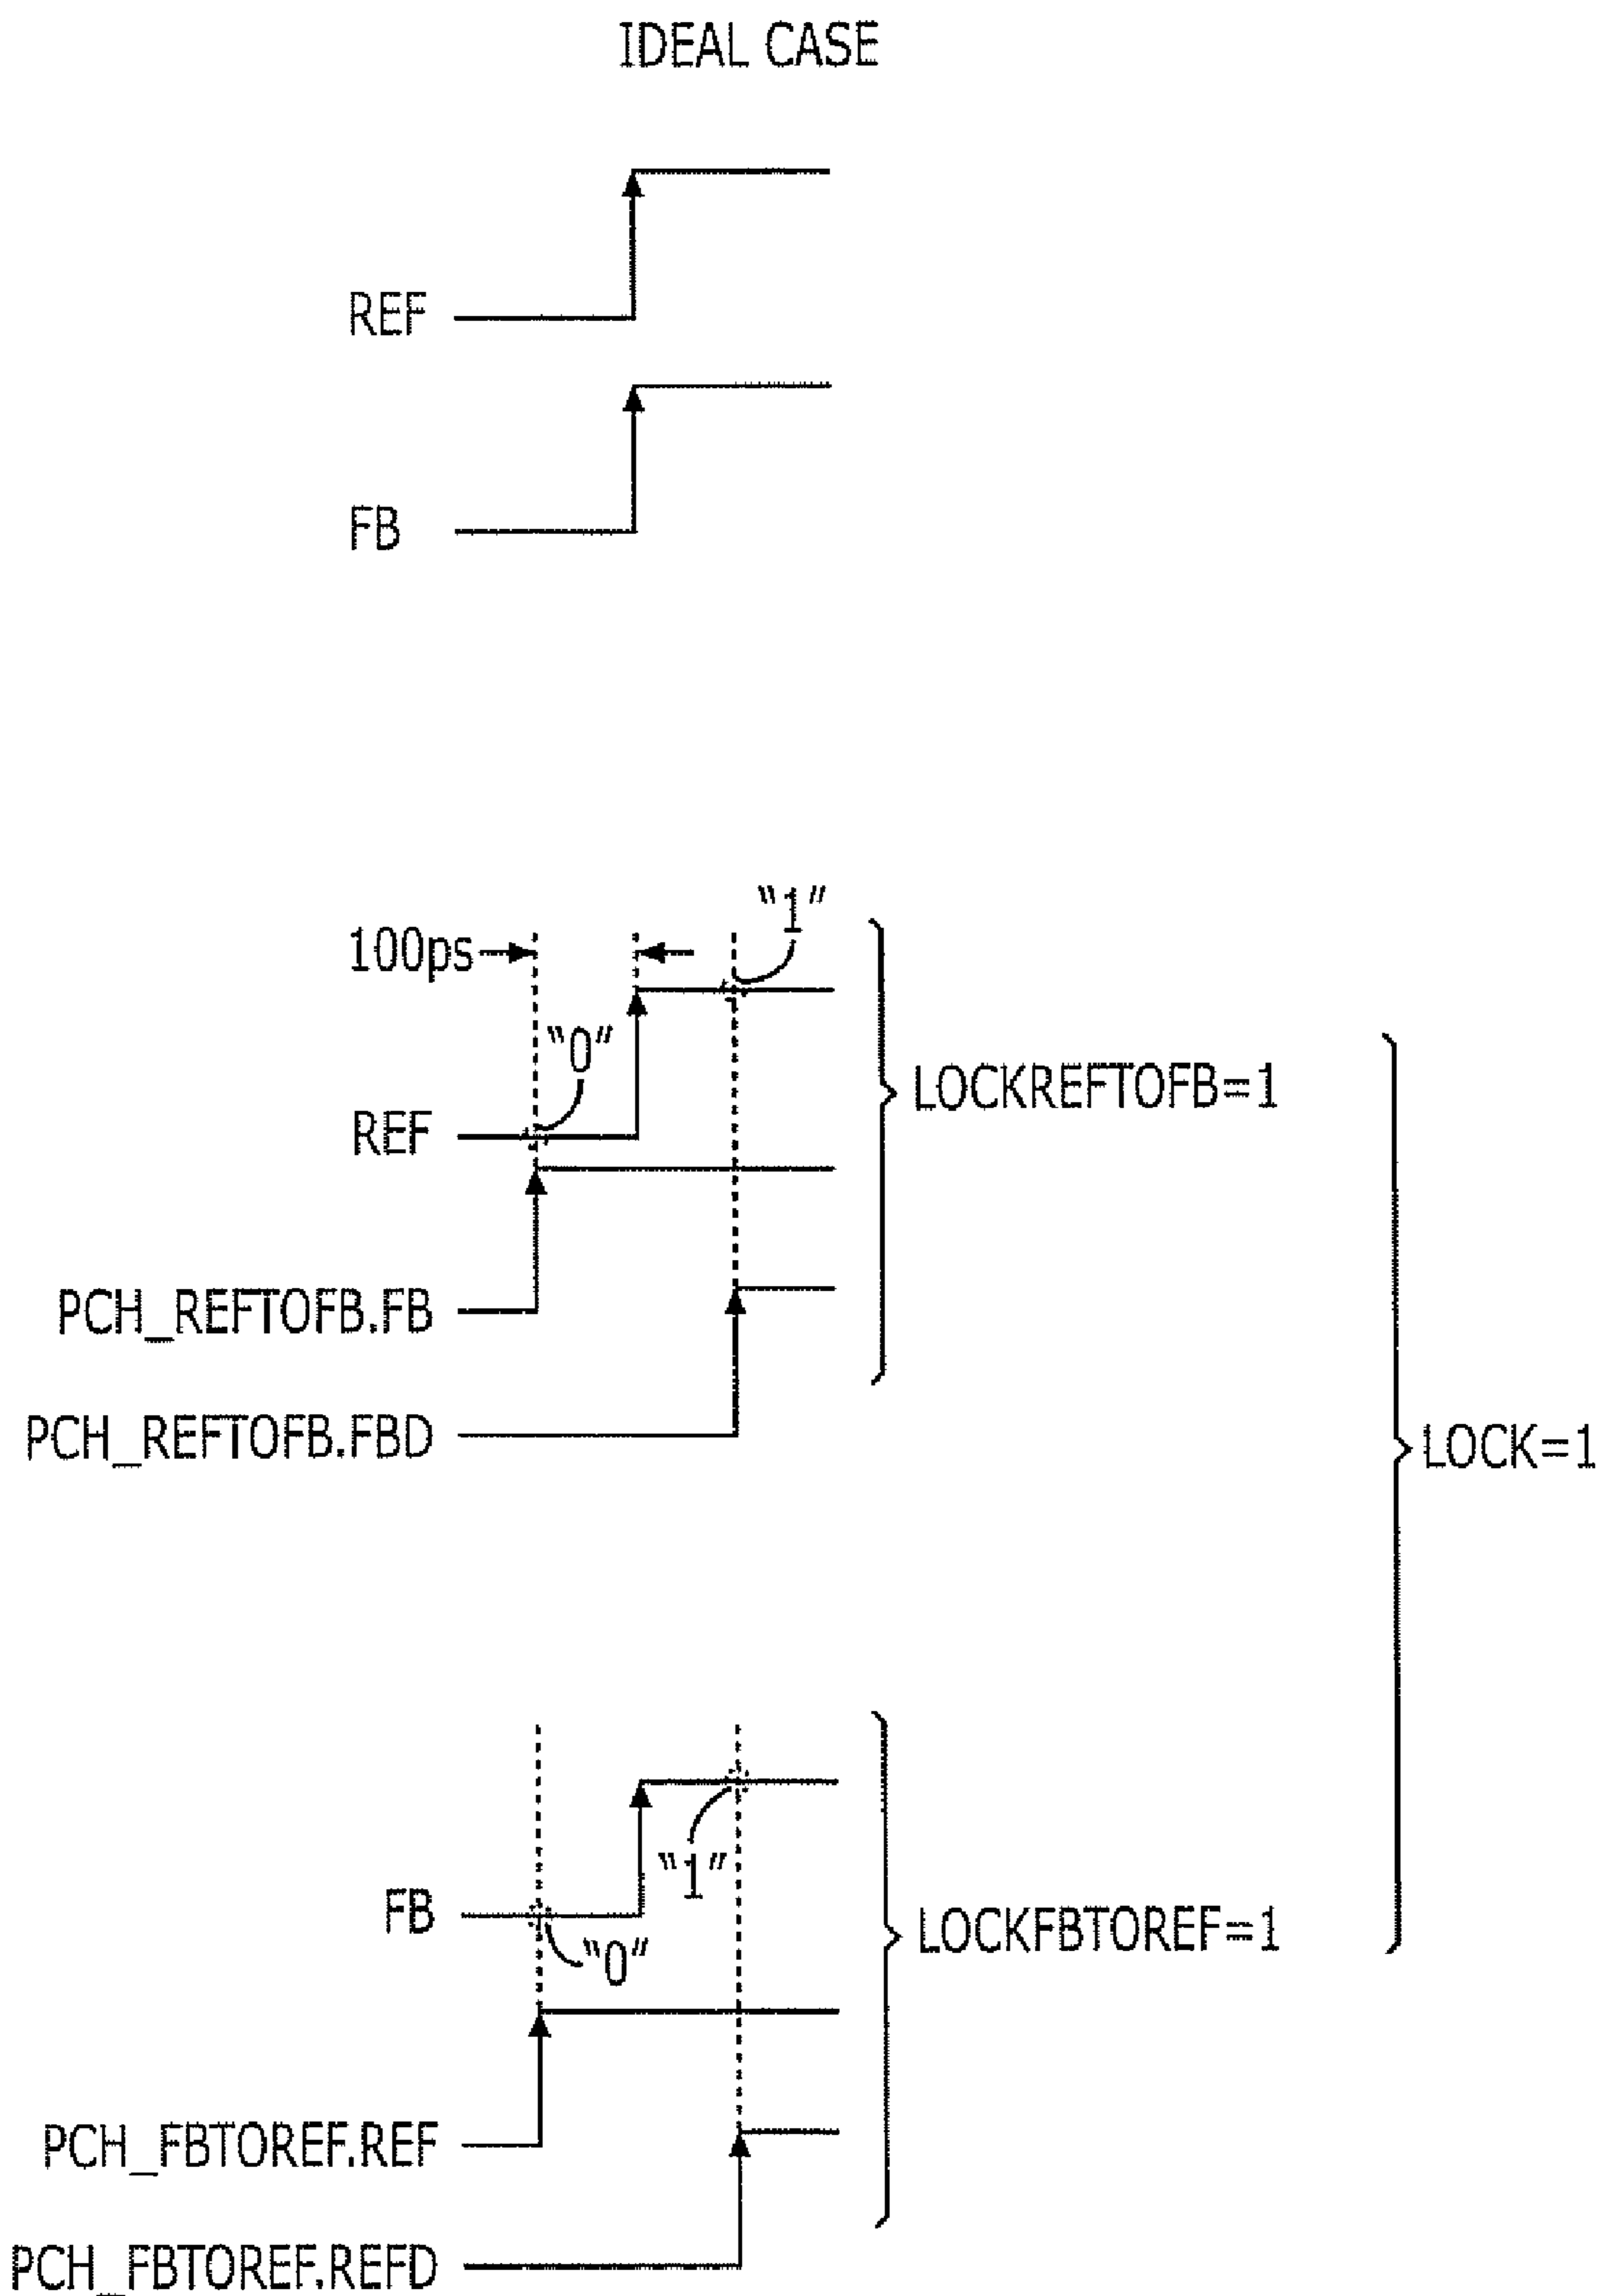 IDEAL CASE
REF
FB
"1"
100ps
"0"
LOCKREFTOFB=1
REF
PCH_REFTOFB.FB
PCH_REFTOFB.FBD
LOCK=1
"1"
FB
LOCKFBTOREF=1
"0"
PCH_FBTOREF.REF
PCH_FBTOREF.REFD